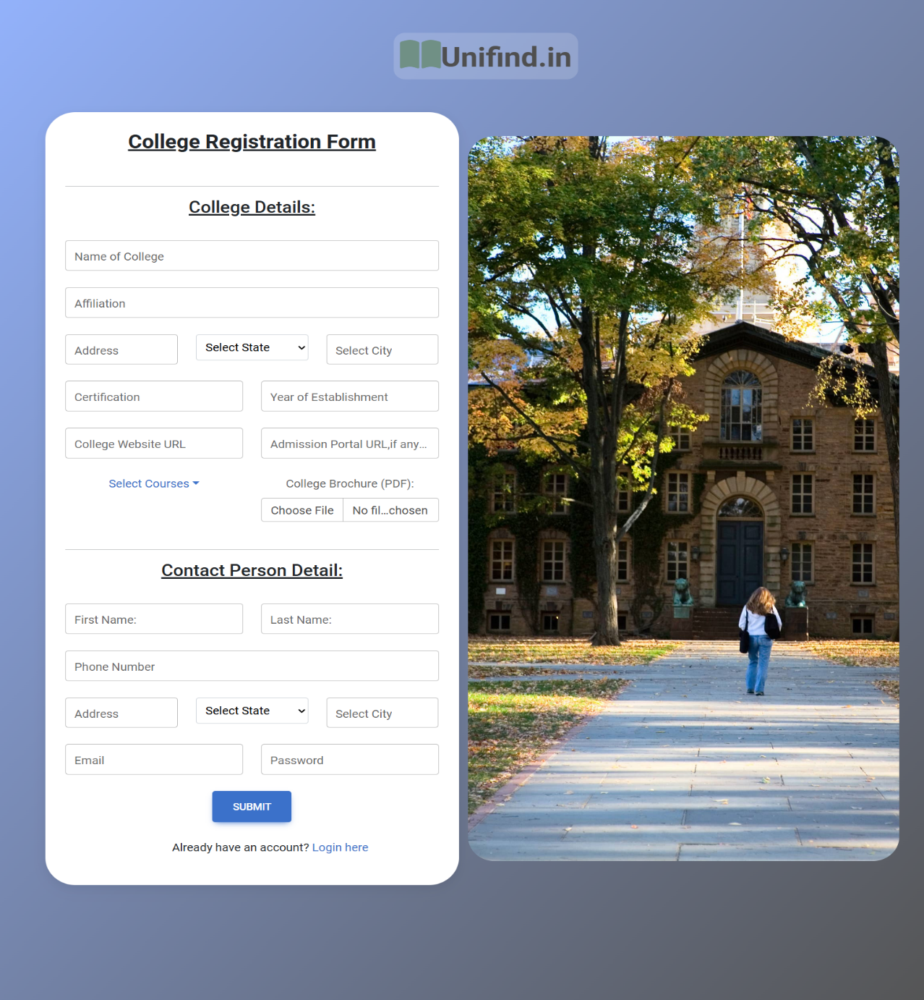 Unifind.in
College Registration Form
College Details:
Name of College
Affiliation
Address Select State Select City
Certification Year of Establishment
College Website URL Admission Portal URL,if any...
Select Courses College Brochure (PDF):
Choose File No fil...chosen
Contact Person Detail:
First Name: Last Name:
Phone Number
Address Select State Select City
Email Password
SUBMIT
Already have an account? Login here